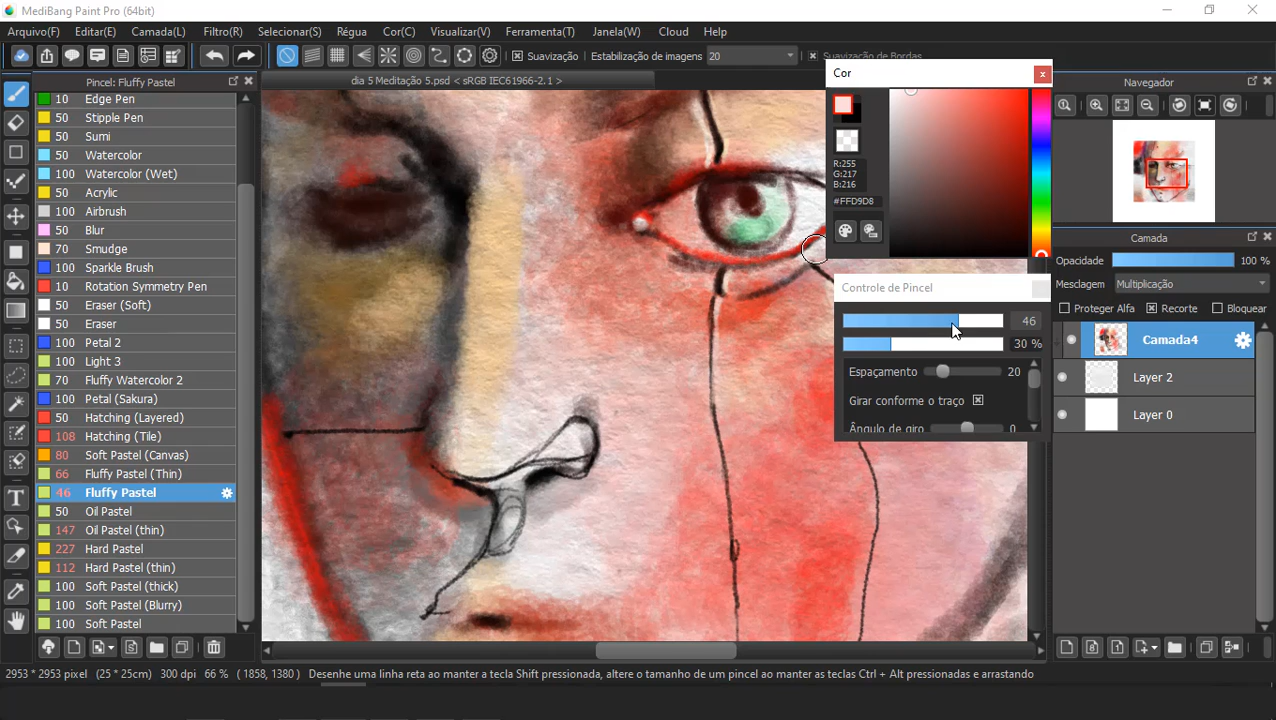 MediBang Paint Pro (64bit)
Arquivo(F) Editar(E) Camada(L) Filtro(R) Selecionar(S) Régua Cor(C) Visualizar(V) Ferramenta(T) Janela(W) Cloud Help
Suavização Estabilização de imagens 20 Suavização de Bordas
Pincel: Fluffy Pastel
10 Edge Pen
50 Stipple Pen
50 Sumi
50 Watercolor
100 Watercolor (Wet)
50 Acrylic
100 Airbrush
50 Blur
70 Smudge
50 Sparkle Brush
10 Rotation Symmetry Pen
50 Eraser (Soft)
50 Eraser
50 Petal 2
100 Light 3
70 Fluffy Watercolor 2
50 Petal (Sakura)
50 Hatching (Layered)
108 Hatching (Tile)
80 Soft Pastel (Canvas)
66 Fluffy Pastel (Thin)
46 Fluffy Pastel
50 Oil Pastel
147 Oil Pastel (thin)
227 Hard Pastel
112 Hard Pastel (thin)
100 Soft Pastel (thick)
100 Soft Pastel (Blurry)
100 Soft Pastel
dia 5 Meditação 5.psd < sRGB IEC61966-2.1 >
Cor
R:255
G:217
B:216
#FFD9D8
Controle de Pincel
46
30 %
Espaçamento 20
Girar conforme o traço
Ângulo de giro 0
Navegador
Camada
Opacidade 100 %
Mesclagem Multiplicação
Proteger Alfa Recorte Bloquear
Camada4
Layer 2
Layer 0
2953 * 2953 pixel (25 * 25cm) 300 dpi 66 % ( 1858, 1380 ) Desenhe uma linha reta ao manter a tecla Shift pressionada, altere o tamanho de um pincel ao manter as teclas Ctrl + Alt pressionadas e arrastando